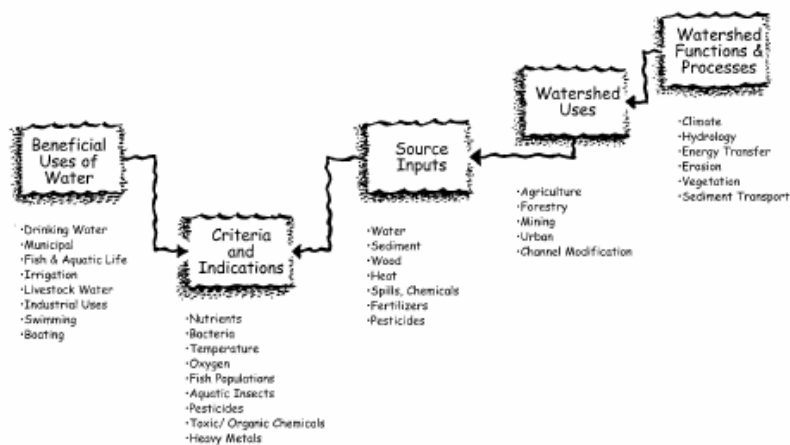 Watershed
Functions &
Processes
•Climate
•Hydrology
•Energy Transfer
•Erosion
•Vegetation
•Sediment Transport
Watershed
Uses
•Agriculture
•Forestry
•Mining
•Urban
•Channel Modification
Source
Inputs
•Water
•Sediment
•Wood
•Heat
•Spills, Chemicals
•Fertilizers
•Pesticides
Beneficial
Uses of
Water
•Drinking Water
•Municipal
•Fish & Aquatic Life
•Irrigation
•Livestock Water
•Industrial Uses
•Swimming
•Boating
Criteria
and
Indications
•Nutrients
•Bacteria
•Temperature
•Oxygen
•Fish Populations
•Aquatic Insects
•Pesticides
•Toxic/ Organic Chemicals
•Heavy Metals